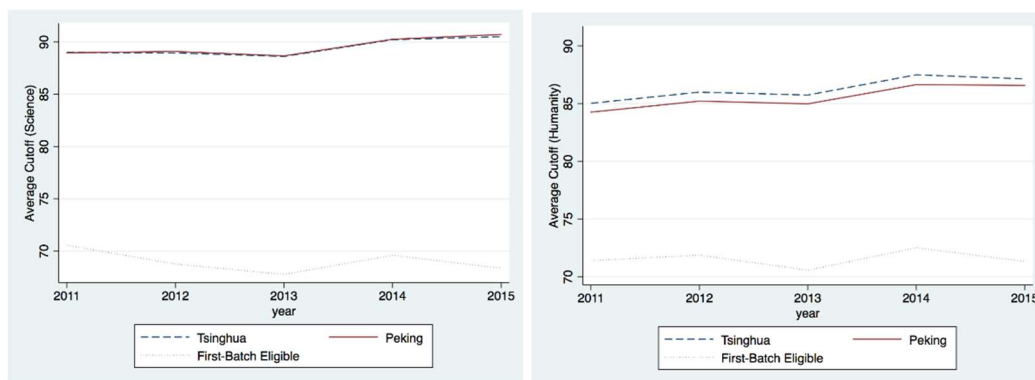 Average Cutoff (Science)
90
85
80
75
70
2011 2012 2013 2014 2015
year
Tsinghua Peking
First-Batch Eligible
Average Cutoff (Humanity)
90
85
80
75
70
2011 2012 2013 2014 2015
year
Tsinghua Peking
First-Batch Eligible